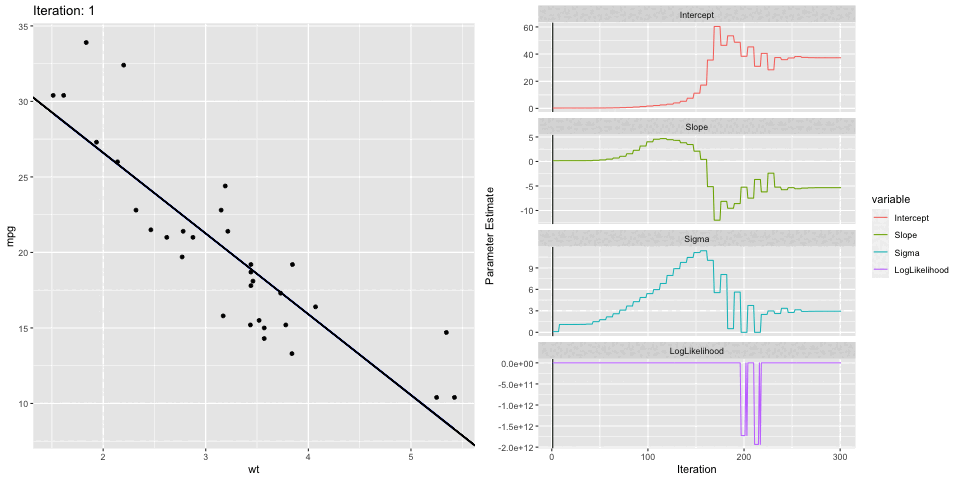 Iteration: 1
35
30
25
20
15
10
mpg
2
3
4
5
wt
Parameter Estimate
Intercept
60
40
20
0
Slope
5
0
-5
-10
Sigma
9
6
3
0
LogLikelihood
0.0e+00
-5.0e+11
-1.0e+12
-1.5e+12
-2.0e+12
0
100
200
300
Iteration
variable
Intercept
Slope
Sigma
LogLikelihood